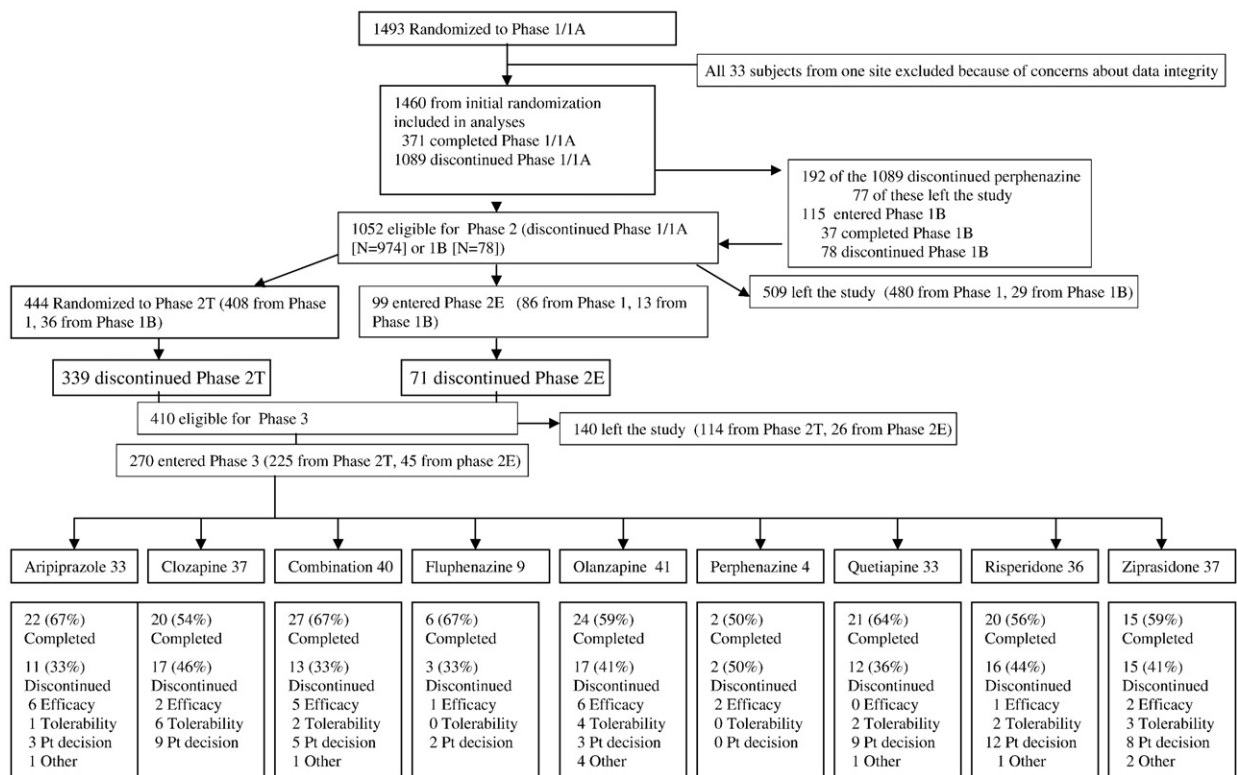 1493 Randomized to Phase 1/1A
All 33 subjects from one site excluded because of concerns about data integrity
1460 from initial randomization
included in analyses
371 completed Phase 1/1A
1089 discontinued Phase 1/1A
192 of the 1089 discontinued perphenazine
77 of these left the study
115 entered Phase 1B
37 completed Phase 1B
78 discontinued Phase 1B
1052 eligible for Phase 2 (discontinued Phase 1/1A
[N=974] or 1B [N=78])
444 Randomized to Phase 2T (408 from Phase
1, 36 from Phase 1B)
99 entered Phase 2E (86 from Phase 1, 13 from
Phase 1B)
509 left the study (480 from Phase 1, 29 from Phase 1B)
339 discontinued Phase 2T
71 discontinued Phase 2E
410 eligible for Phase 3
140 left the study (114 from Phase 2T, 26 from Phase 2E)
270 entered Phase 3 (225 from Phase 2T, 45 from phase 2E)
Aripiprazole 33
Clozapine 37
Combination 40
Fluphenazine 9
Olanzapine 41
Perphenazine 4
Quetiapine 33
Risperidone 36
Ziprasidone 37
22 (67%)
Completed
11 (33%)
Discontinued
6 Efficacy
1 Tolerability
3 Pt decision
1 Other
20 (54%)
Completed
17 (46%)
Discontinued
2 Efficacy
6 Tolerability
9 Pt decision
27 (67%)
Completed
13 (33%)
Discontinued
5 Efficacy
2 Tolerability
5 Pt decision
1 Other
6 (67%)
Completed
3 (33%)
Discontinued
1 Efficacy
0 Tolerability
2 Pt decision
24 (59%)
Completed
17 (41%)
Discontinued
6 Efficacy
4 Tolerability
3 Pt decision
4 Other
2 (50%)
Completed
2 (50%)
Discontinued
2 Efficacy
0 Tolerability
0 Pt decision
21 (64%)
Completed
12 (36%)
Discontinued
0 Efficacy
2 Tolerability
9 Pt decision
1 Other
20 (56%)
Completed
16 (44%)
Discontinued
1 Efficacy
2 Tolerability
12 Pt decision
1 Other
15 (59%)
Completed
15 (41%)
Discontinued
2 Efficacy
3 Tolerability
8 Pt decision
2 Other